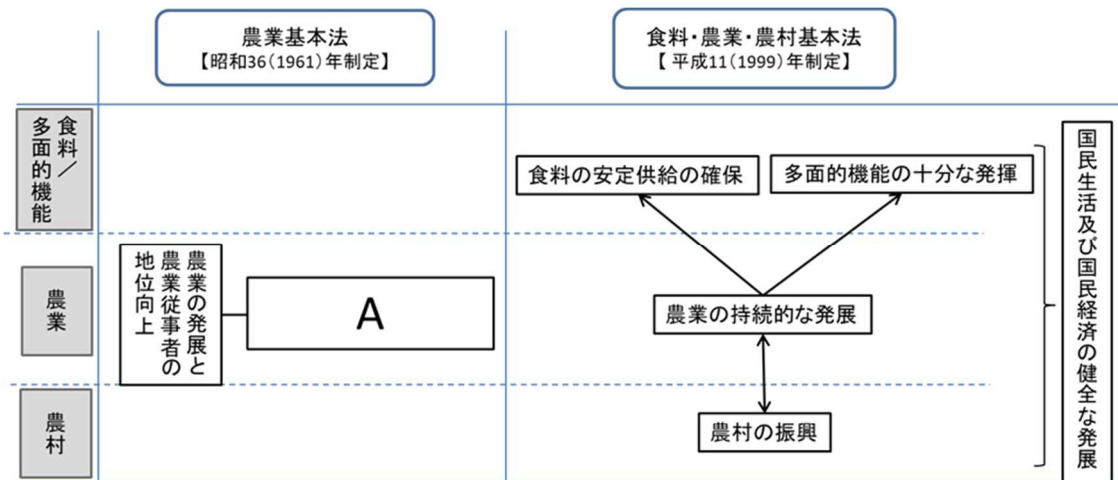 農業基本法
【昭和36(1961)年制定】
食料・農業・農村基本法
【 平成11(1999)年制定】
食料／
多面的機能
食料の安定供給の確保
多面的機能の十分な発揮
農業
農業の発展と
農業従事者の
地位向上
A
農業の持続的な発展
農村
農村の振興
国民生活及び国民経済の健全な発展